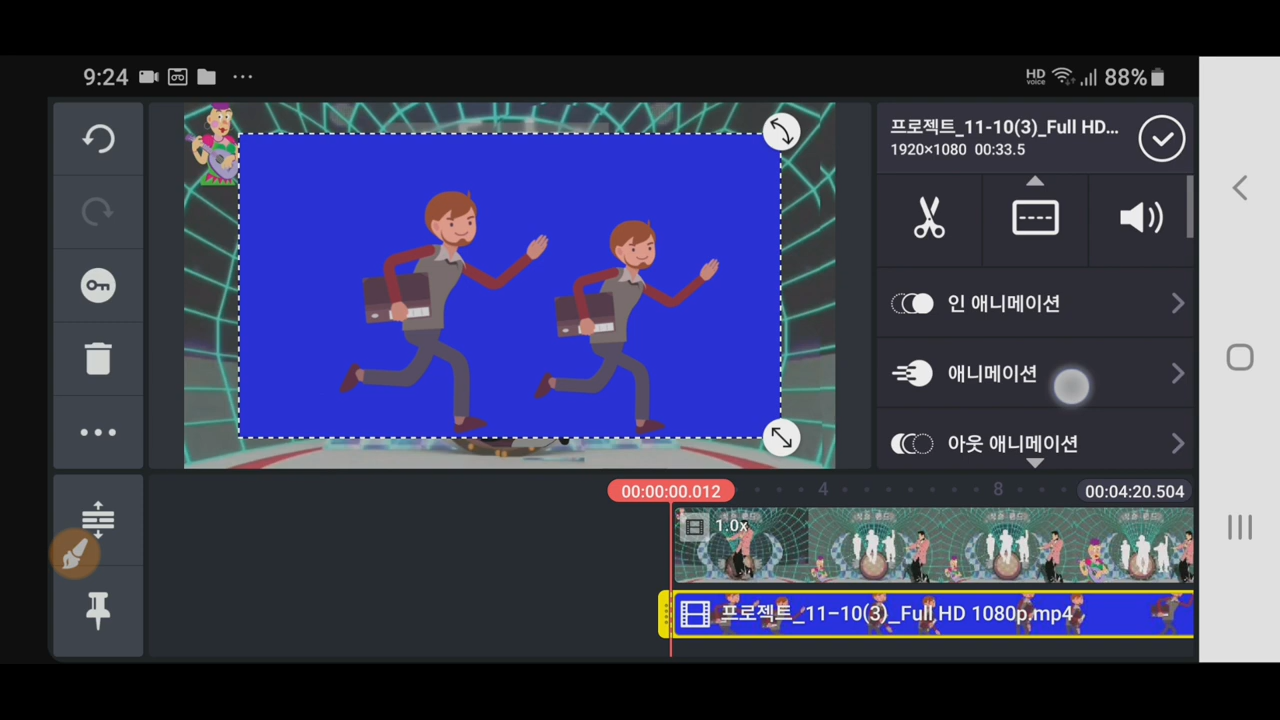 9:24
HD voice 88%
프로젝트_11-10(3)_Full HD...
1920×1080 00:33.5
인 애니메이션
애니메이션
아웃 애니메이션
00:00:00.012
4
8
00:04:20.504
1.0x
프로젝트_11-10(3)_Full HD 1080p.mp4